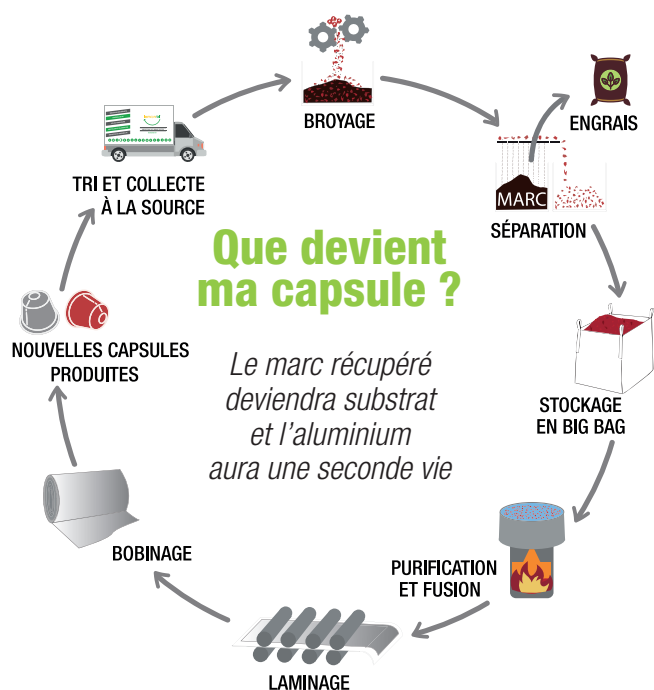 Que devient
ma capsule ?
Le marc récupéré
deviendra substrat
et l'aluminium
aura une seconde vie
TRI ET COLLECTE
À LA SOURCE
BROYAGE
MARC
SÉPARATION
ENGRAIS
STOCKAGE
EN BIG BAG
PURIFICATION
ET FUSION
LAMINAGE
BOBINAGE
NOUVELLES CAPSULES
PRODUITES